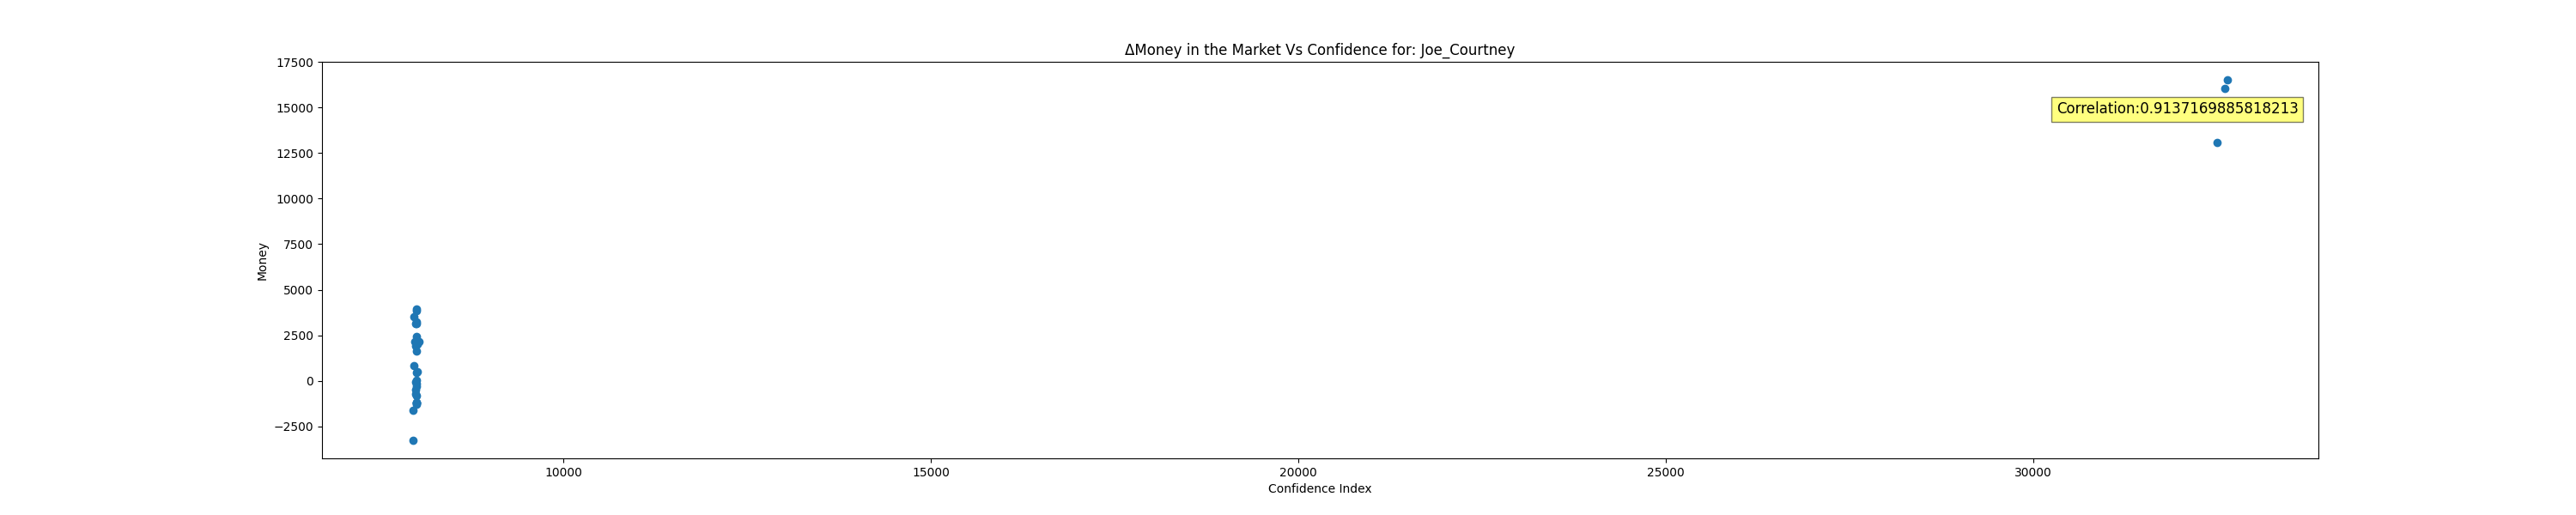 ΔMoney in the Market Vs Confidence for: Joe_Courtney
17500
15000
12500
10000
7500
5000
2500
0
−2500
Money
Correlation:0.9137169885818213
10000 15000 20000 25000 30000
Confidence Index